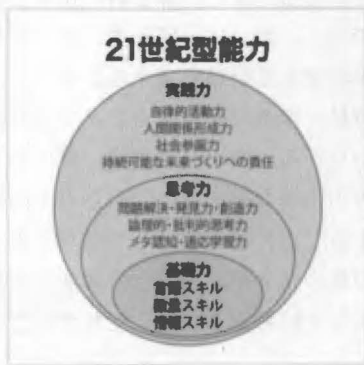 21世紀型能力
実践力
自律的活動力
人間関係形成力
社会参画力
持続可能な未来づくりへの責任
思考力
問題解決・発見力・創造力
論理的・批判的思考力
メタ認知・適応学習力
基礎力
言語スキル
数量スキル
情報スキル